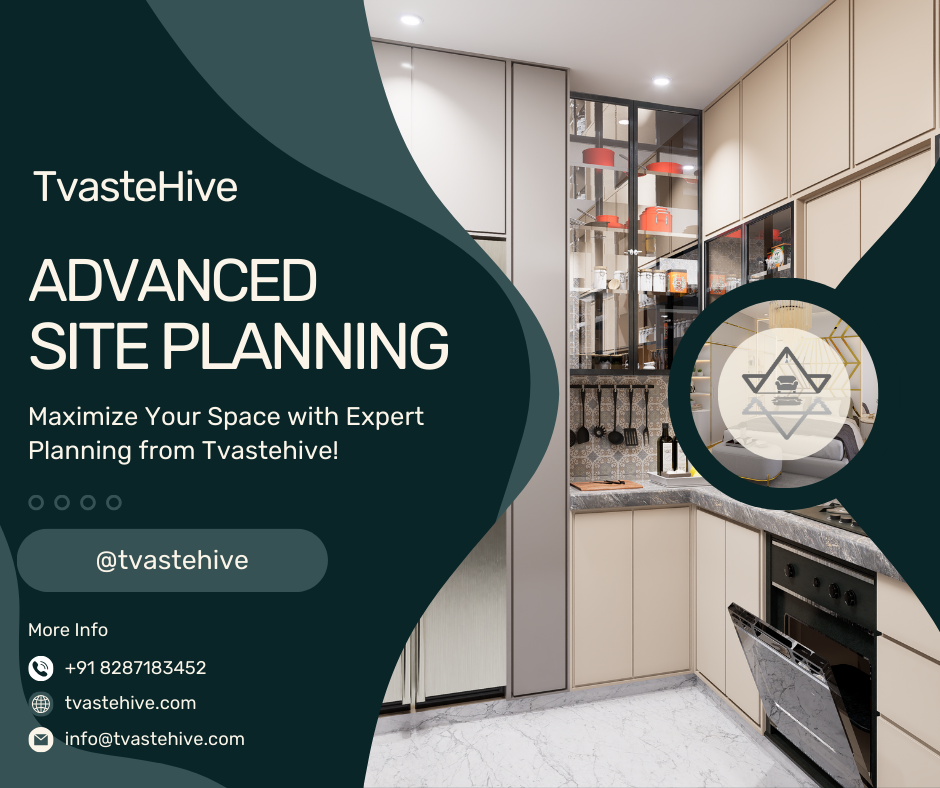 TvasteHive
ADVANCED
SITE PLANNING
Maximize Your Space with Expert
Planning from Tvastehive!
@tvastehive
More Info
+91 8287183452
tvastehive.com
info@tvastehive.com